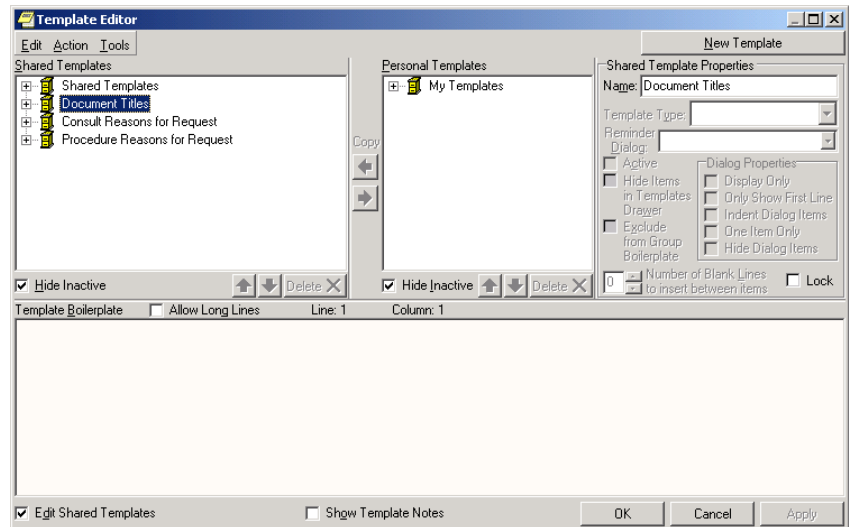 Template Editor
Edit Action Tools
New Template
Shared Templates
Shared Templates
Document Titles
Consult Reasons for Request
Procedure Reasons for Request
Hide Inactive
Delete
Copy
Personal Templates
My Templates
Hide Inactive
Delete
Shared Template Properties
Name: Document Titles
Template Type:
Reminder
Dialog:
Active
Hide Items
in Templates
Drawer
Exclude
from Group
Boilerplate
Dialog Properties
Display Only
Only Show First Line
Indent Dialog Items
One Item Only
Hide Dialog Items
0 Number of Blank Lines
to insert between items
Lock
Template Boilerplate Allow Long Lines Line: 1 Column: 1
Edit Shared Templates Show Template Notes OK Cancel Apply